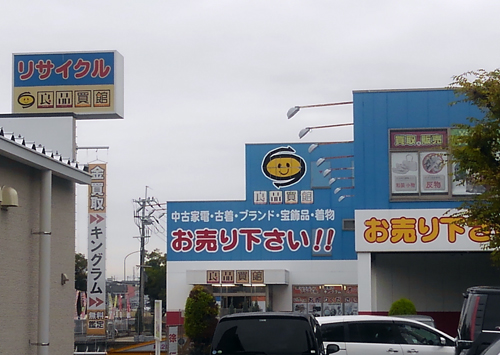 リサイクル
良品買館
金買取
キングラム
良品買館
中古家電・古着・ブランド・宝飾品・着物
お売り下さい!!
良品買館
買取&販売
反物
お売り下さ